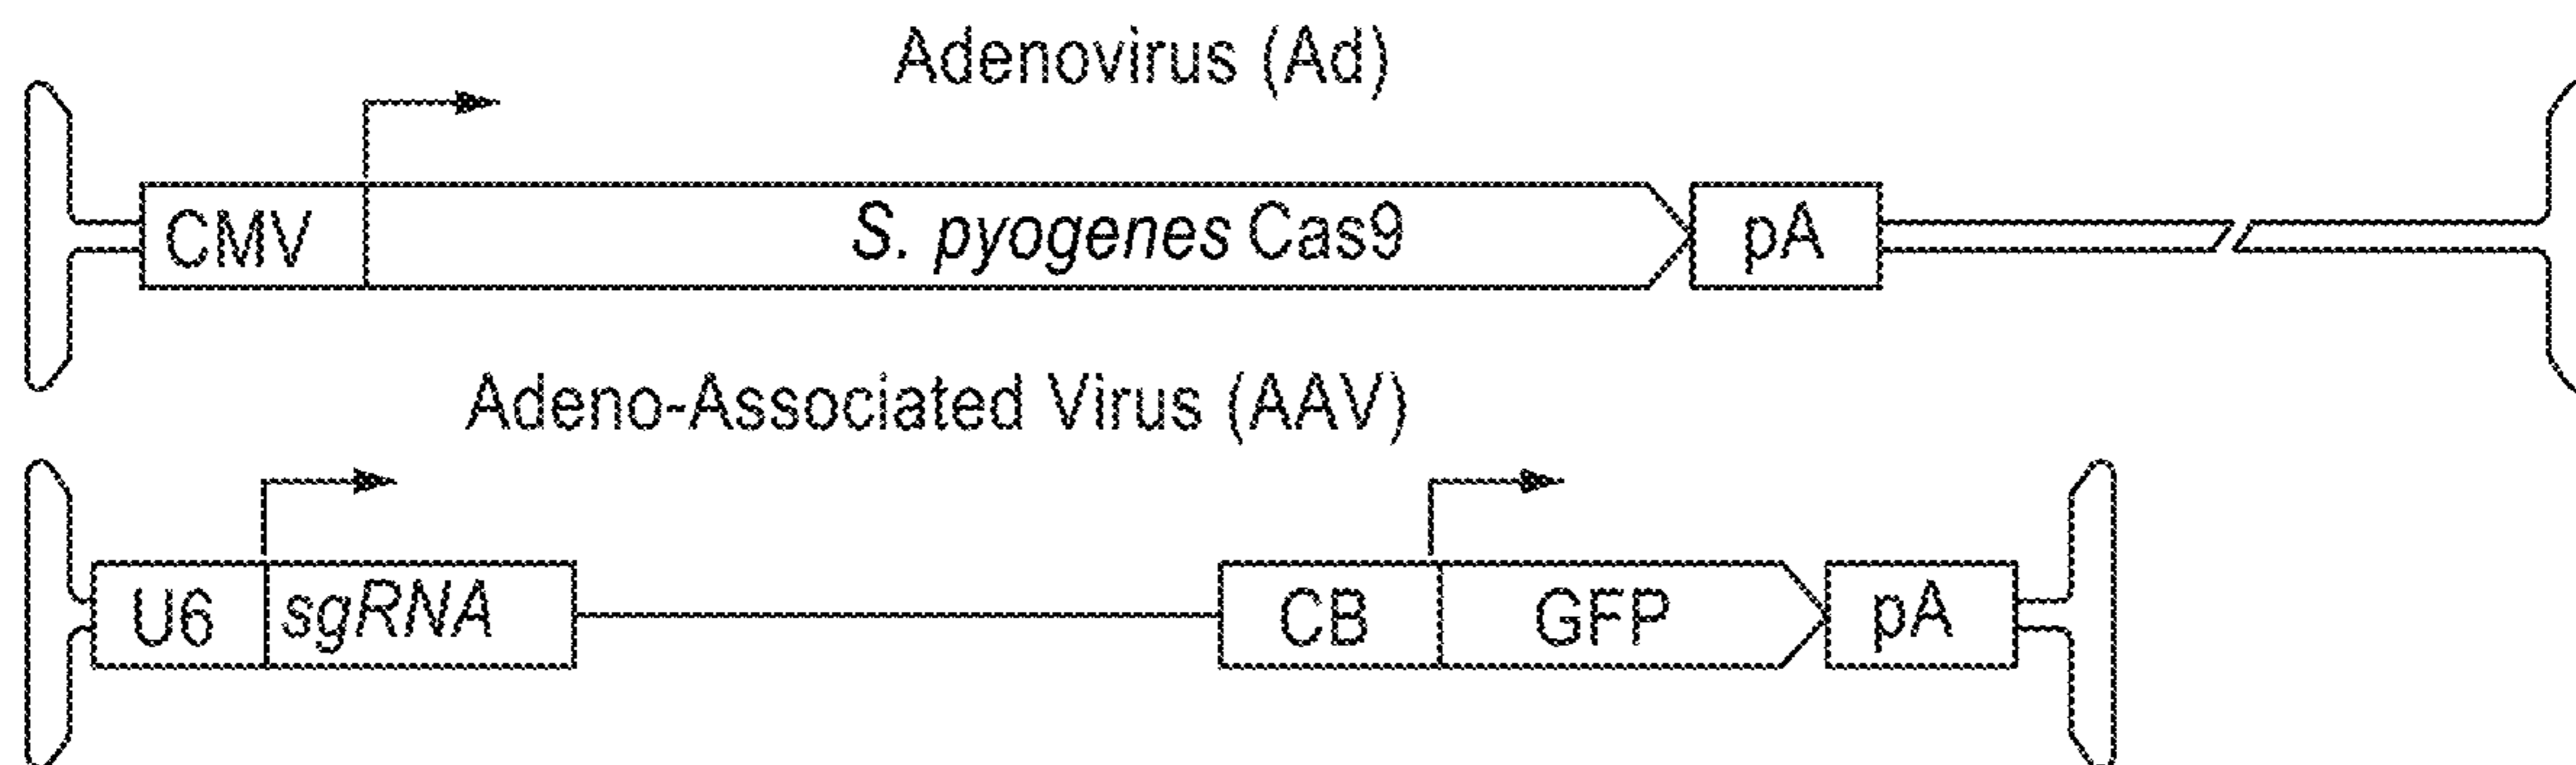 Adenovirus (Ad)
CMV S. pyogenes Cas9 pA
Adeno-Associated Virus (AAV)
U6 sgRNA CB GFP pA